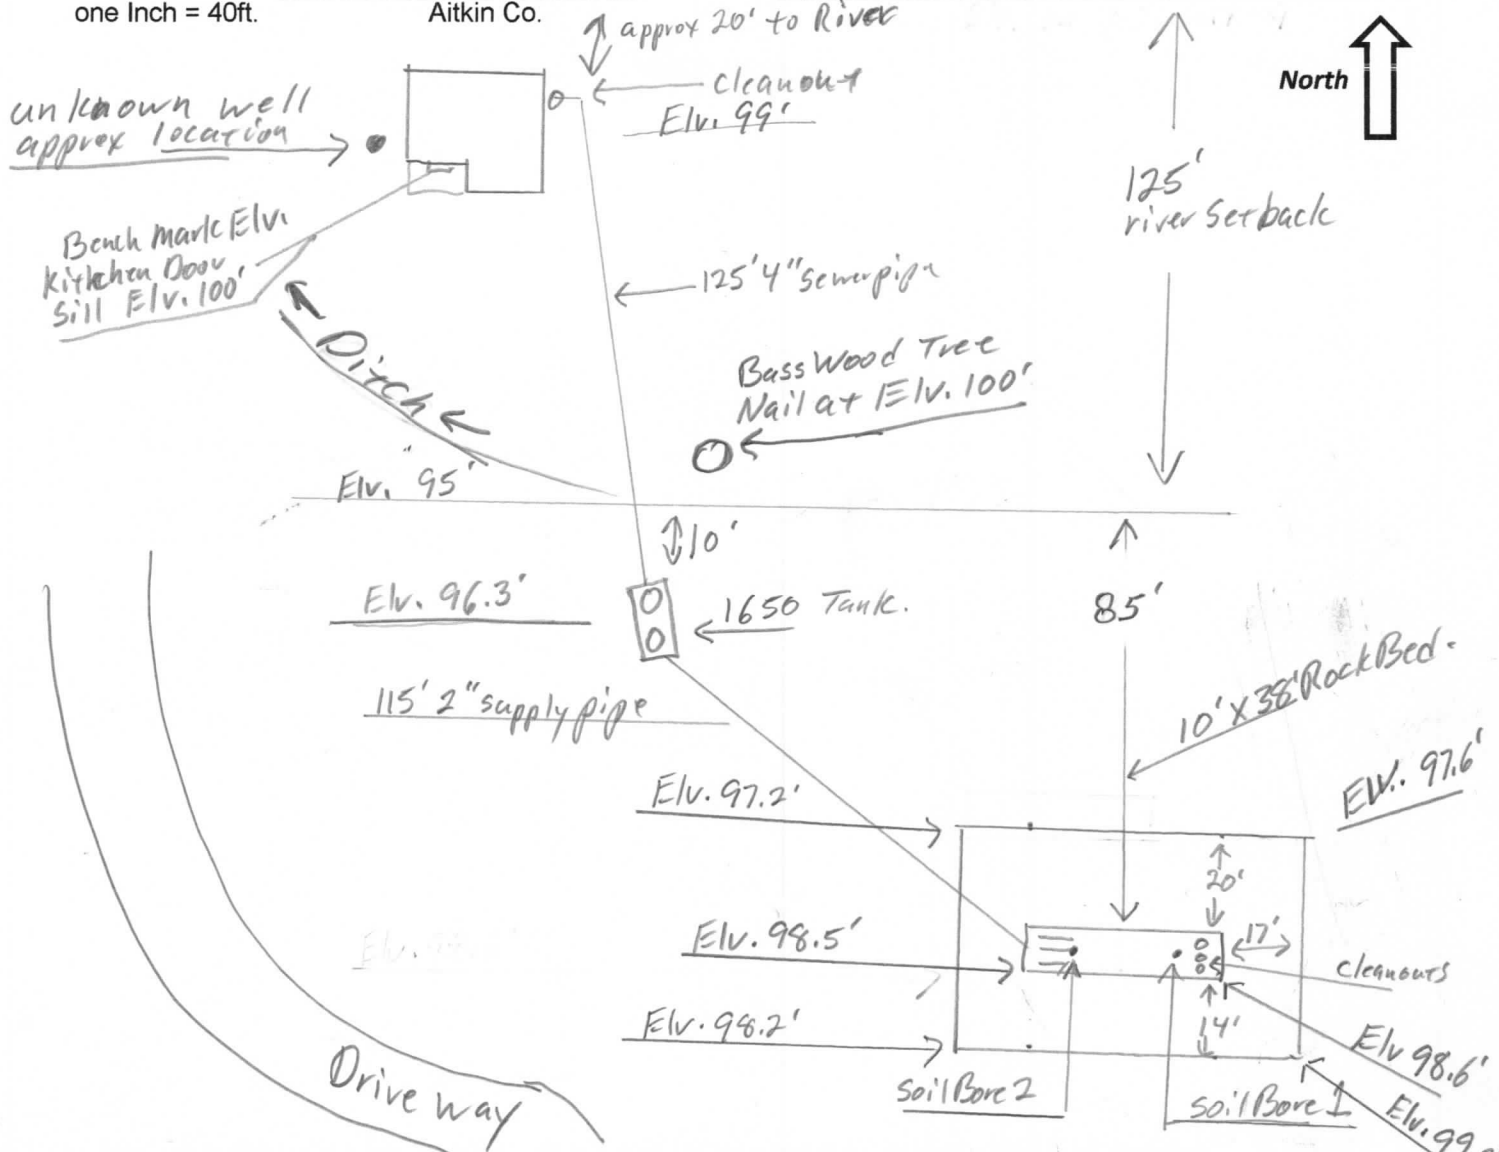 one Inch = 40ft.
Aitkin Co.
approx 20' to River
North
cleanout
Elv. 99'
unknown well
approx location
125'
river setback
Bench mark Elv.
Kitkhen Door
Sill Elv. 100'
125' 4" sewer pipe
Ditch
BassWood Tree
Nail at Elv. 100'
Elv. 95'
10'
Elv. 96.3'
1650 Tank.
85'
115' 2" supply pipe
10' X 38' Rock Bed.
Elv. 97.2'
Elv. 97.6'
20'
Elv. 98.5'
17'
cleanouts
Elv. 98.2'
14'
Elv 98.6'
Drive way
soil Bore 2
soil Bore 1
Elv. 99.